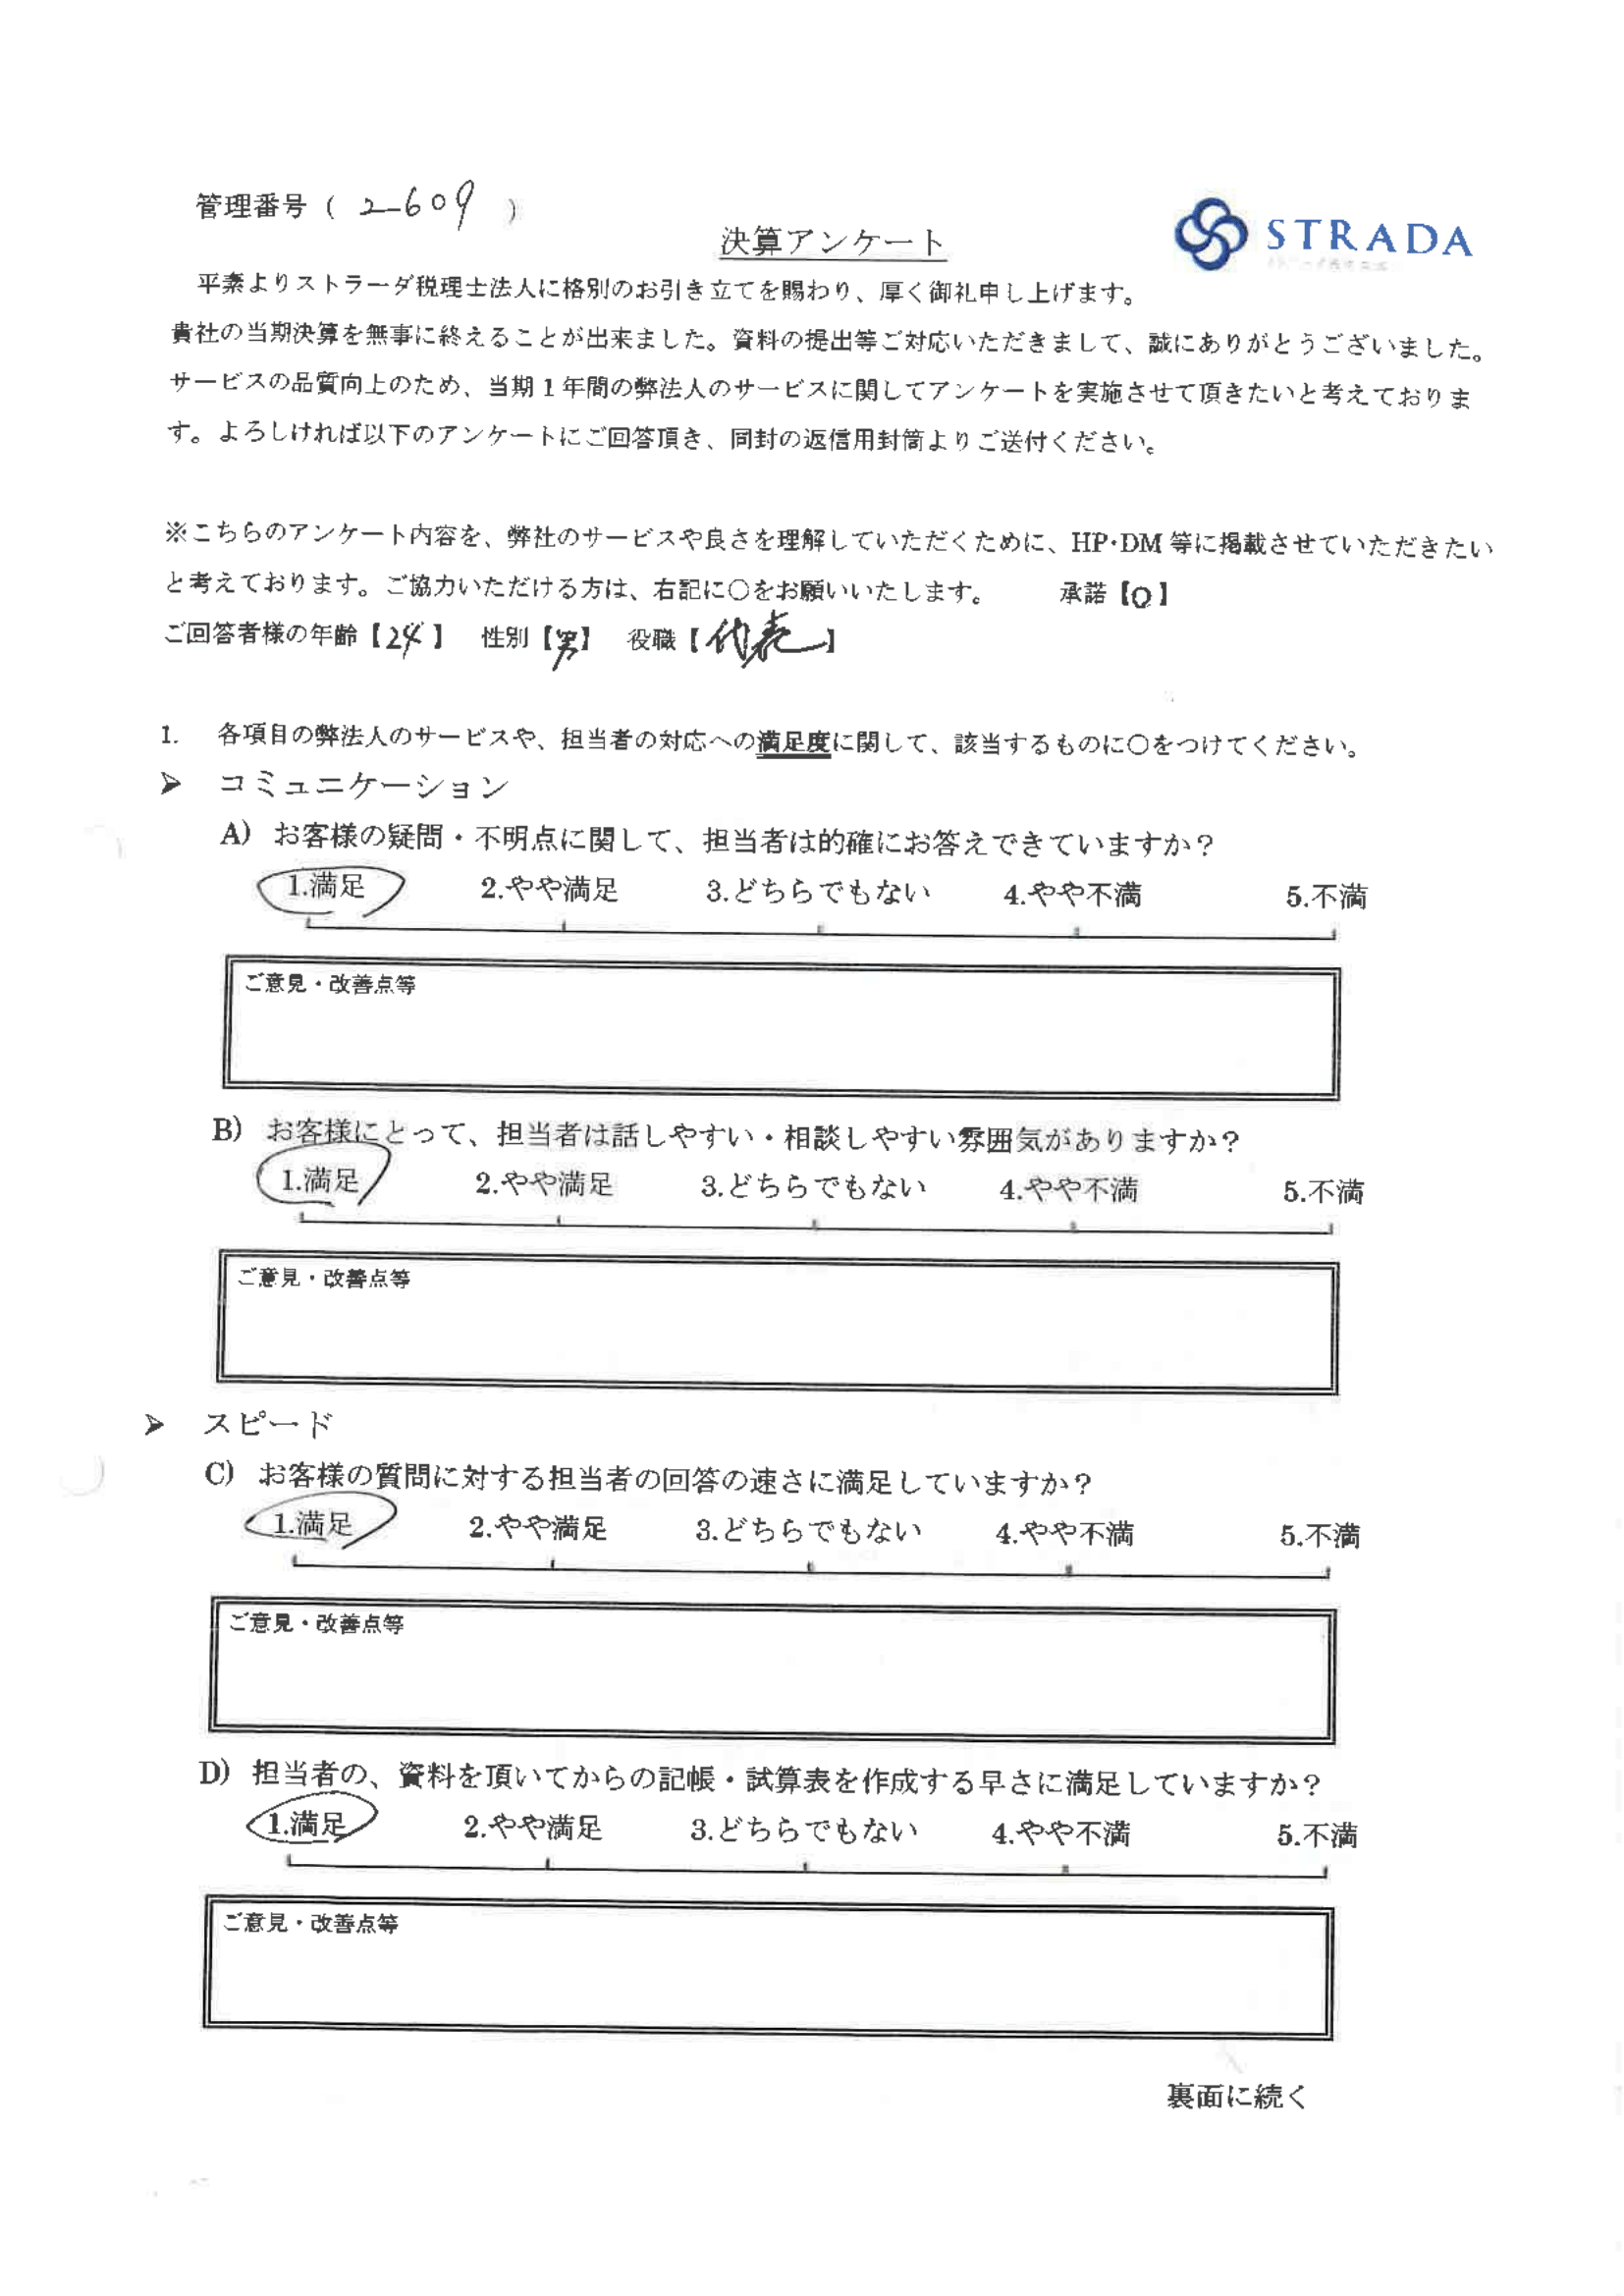 管理番号（ 2-609 ）
STRADA
決算アンケート
平素よりストラーダ税理士法人に格別のお引き立てを賜わり、厚く御礼申し上げます。
貴社の当期決算を無事に終えることが出来ました。資料の提出等ご対応いただきまして、誠にありがとうございました。
サービスの品質向上のため、当期 1 年間の弊法人のサービスに関してアンケートを実施させて頂きたいと考えておりま
す。よろしければ以下のアンケートにご回答頂き、同封の返信用封筒よりご送付ください。
※こちらのアンケート内容を、弊社のサービスや良さを理解していただくために、HP･DM 等に掲載させていただきたい
と考えております。ご協力いただける方は、右記に〇をお願いいたします。 承諾【〇】
ご回答者様の年齢【24】 性別【男】 役職【代表】
1. 各項目の弊法人のサービスや、担当者の対応への満足度に関して、該当するものに〇をつけてください。
➢ コミュニケーション
A) お客様の疑問・不明点に関して、担当者は的確にお答えできていますか？
1.満足 2.やや満足 3.どちらでもない 4.やや不満 5.不満
ご意見・改善点等
B) お客様にとって、担当者は話しやすい・相談しやすい雰囲気がありますか？
1.満足 2.やや満足 3.どちらでもない 4.やや不満 5.不満
ご意見・改善点等
➢ スピード
C) お客様の質問に対する担当者の回答の速さに満足していますか？
1.満足 2.やや満足 3.どちらでもない 4.やや不満 5.不満
ご意見・改善点等
D) 担当者の、資料を頂いてからの記帳・試算表を作成する早さに満足していますか？
1.満足 2.やや満足 3.どちらでもない 4.やや不満 5.不満
ご意見・改善点等
裏面に続く